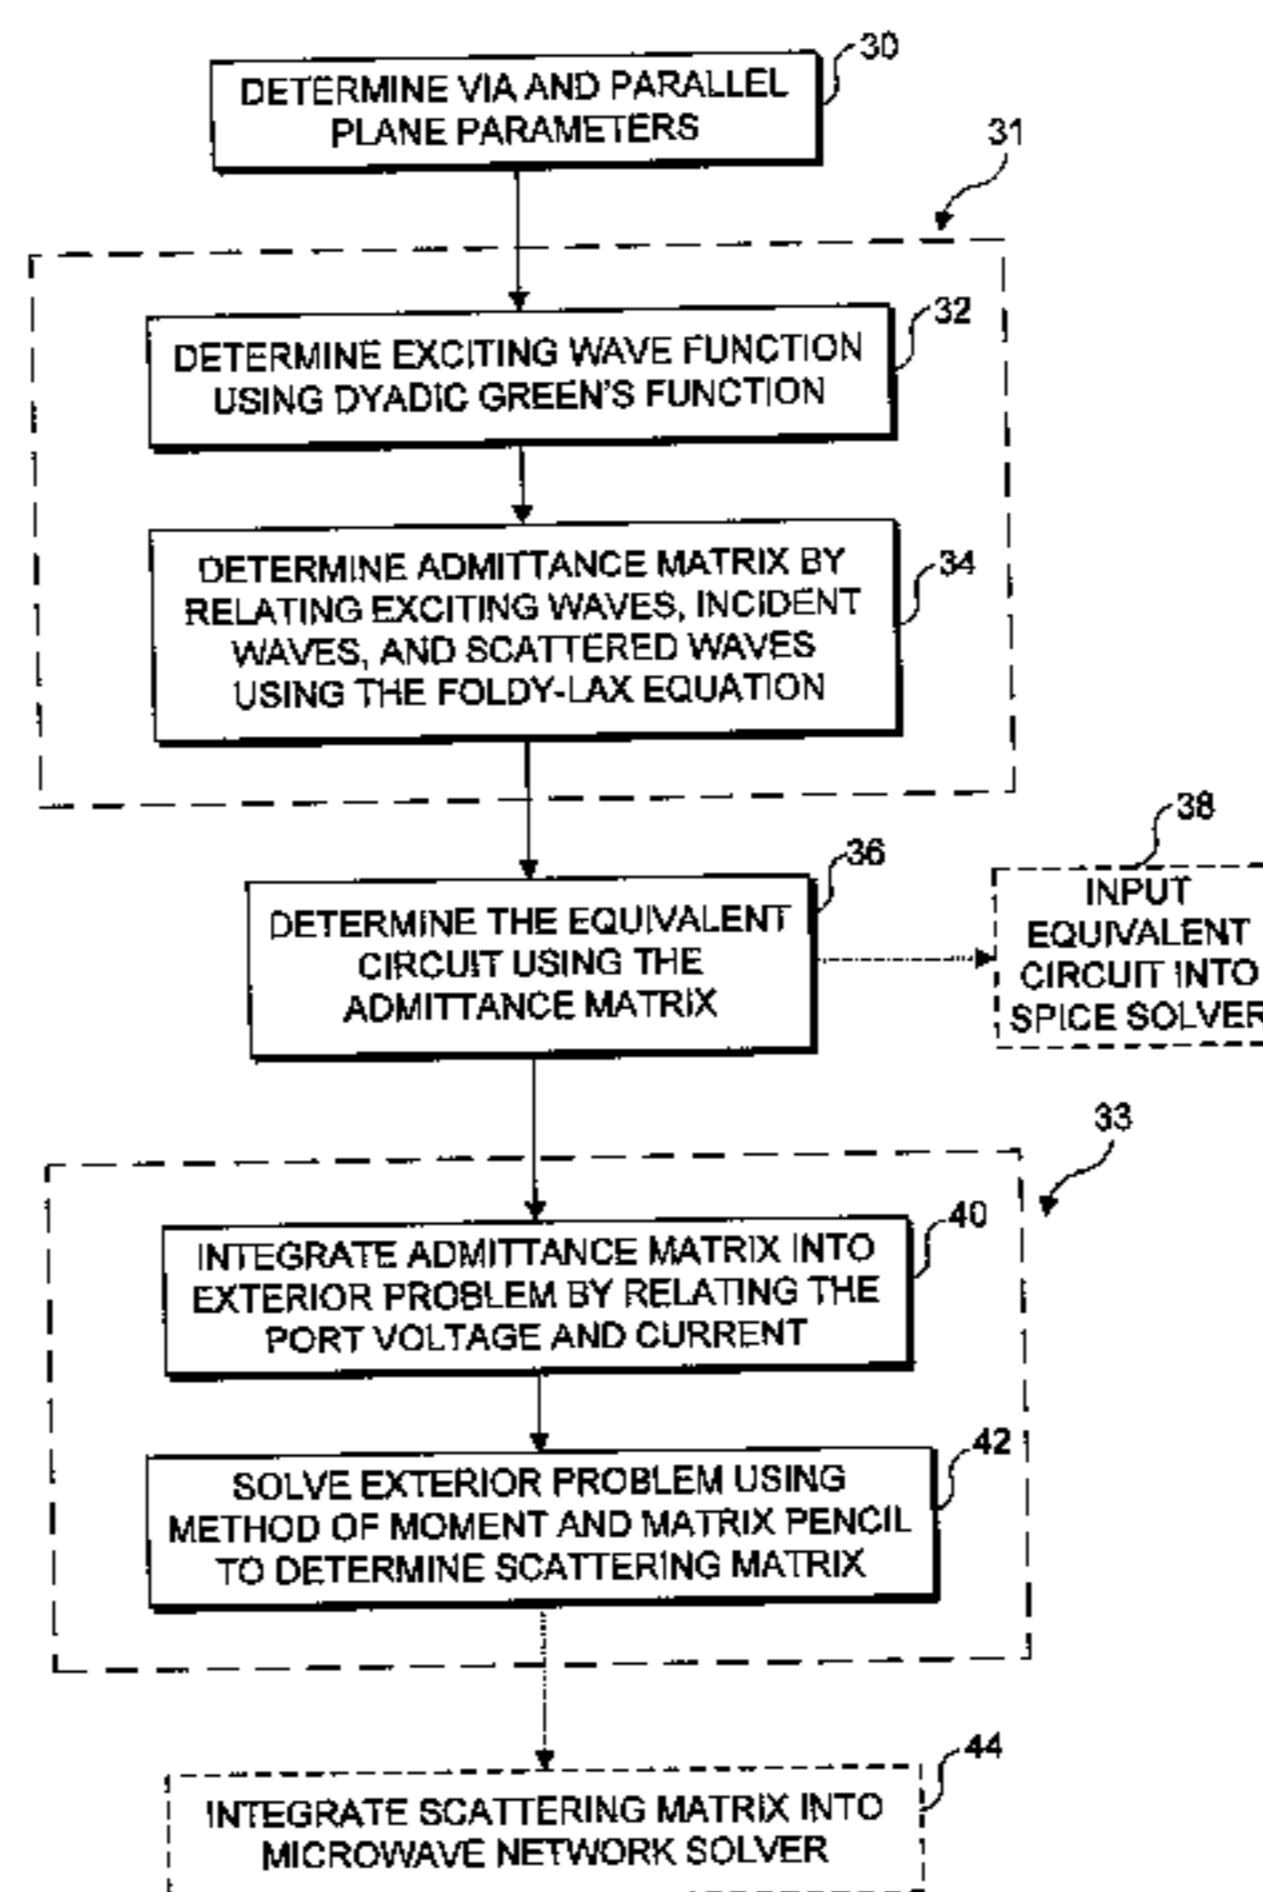 30
DETERMINE VIA AND PARALLEL
PLANE PARAMETERS
31
32
DETERMINE EXCITING WAVE FUNCTION
USING DYADIC GREEN'S FUNCTION
34
DETERMINE ADMITTANCE MATRIX BY
RELATING EXCITING WAVES, INCIDENT
WAVES, AND SCATTERED WAVES
USING THE FOLDY-LAX EQUATION
36
DETERMINE THE EQUIVALENT
CIRCUIT USING THE
ADMITTANCE MATRIX
38
INPUT
EQUIVALENT
CIRCUIT INTO
SPICE SOLVER
33
40
INTEGRATE ADMITTANCE MATRIX INTO
EXTERIOR PROBLEM BY RELATING THE
PORT VOLTAGE AND CURRENT
42
SOLVE EXTERIOR PROBLEM USING
METHOD OF MOMENT AND MATRIX PENCIL
TO DETERMINE SCATTERING MATRIX
44
INTEGRATE SCATTERING MATRIX INTO
MICROWAVE NETWORK SOLVER